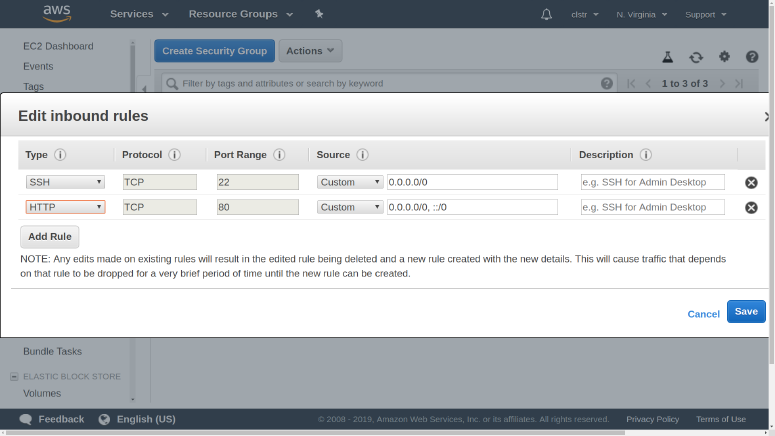 aws
Services
Resource Groups
clstr
N. Virginia
Support
EC2 Dashboard
Events
Tags
Create Security Group
Actions
Filter by tags and attributes or search by keyword
1 to 3 of 3
Edit inbound rules
Type
Protocol
Port Range
Source
Description
SSH
TCP
22
Custom
0.0.0.0/0
e.g. SSH for Admin Desktop
HTTP
TCP
80
Custom
0.0.0.0/0, ::/0
e.g. SSH for Admin Desktop
Add Rule
NOTE: Any edits made on existing rules will result in the edited rule being deleted and a new rule created with the new details. This will cause traffic that depends
on that rule to be dropped for a very brief period of time until the new rule can be created.
Cancel
Save
Bundle Tasks
ELASTIC BLOCK STORE
Volumes
Feedback
English (US)
© 2008 - 2019, Amazon Web Services, Inc. or its affiliates. All rights reserved.
Privacy Policy
Terms of Use